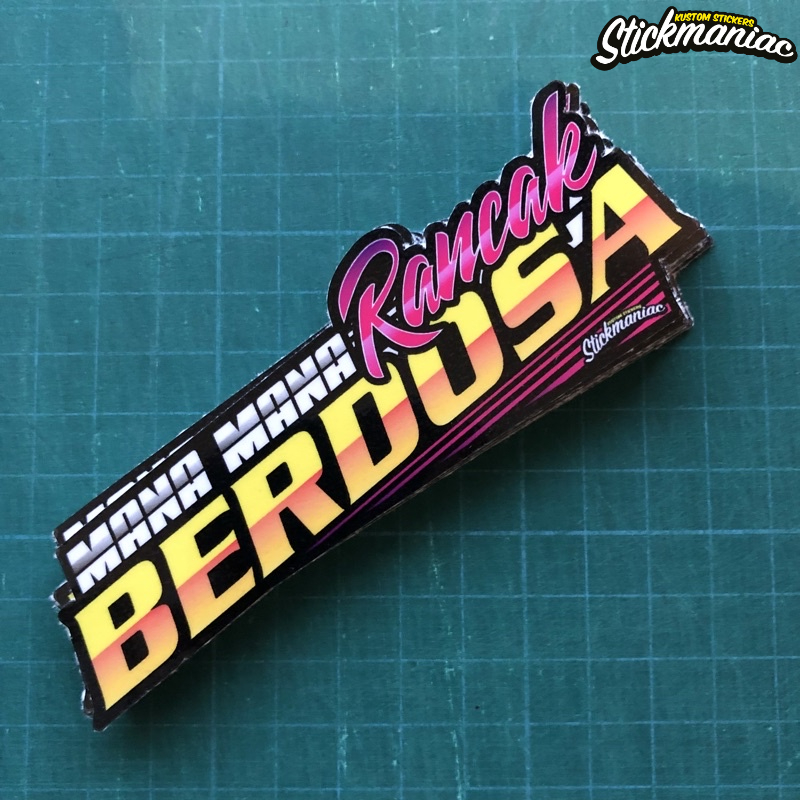 KUSTOM STICKERS
Stickmaniac
MANA MANA Rancak
BERDOSA
Stickmaniac